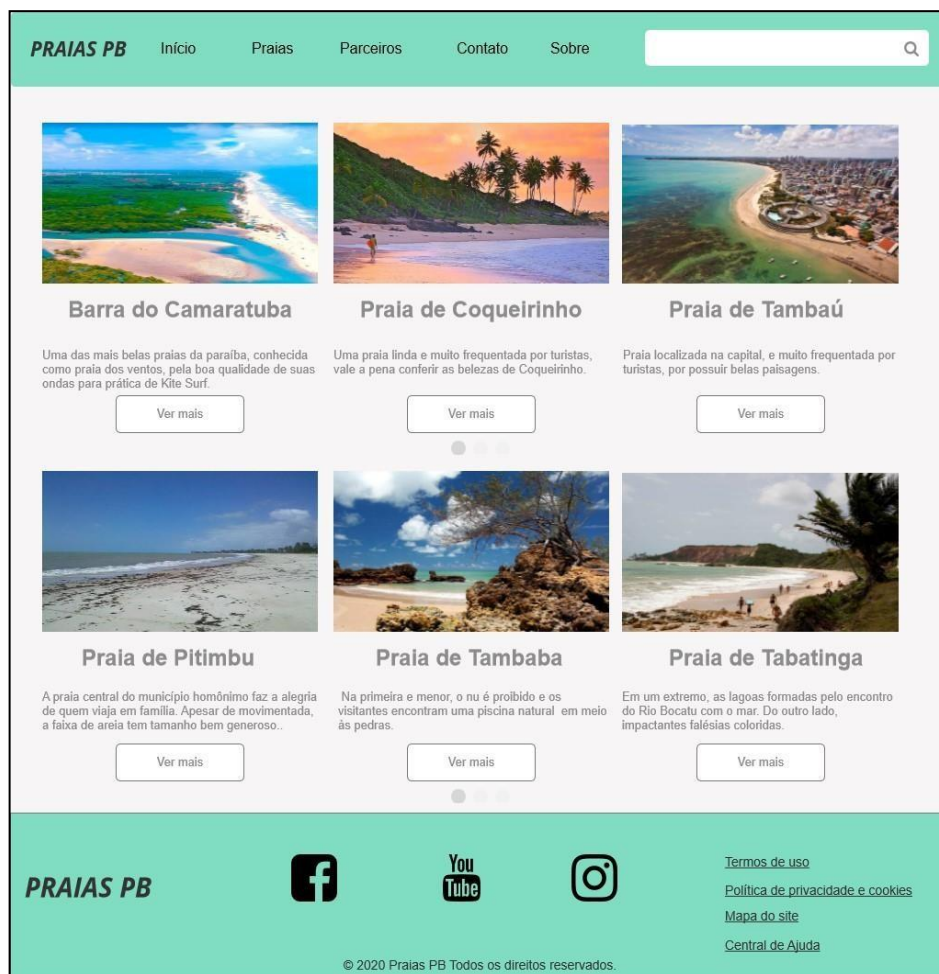 PRAIAS PB Início Praias Parceiros Contato Sobre
Barra do Camaratuba
Uma das mais belas praias da paraíba, conhecida
como praia dos ventos, pela boa qualidade de suas
ondas para prática de Kite Surf.
Ver mais
Praia de Coqueirinho
Uma praia linda e muito frequentada por turistas,
vale a pena conferir as belezas de Coqueirinho.
Ver mais
Praia de Tambaú
Praia localizada na capital, e muito frequentada por
turistas, por possuir belas paisagens.
Ver mais
Praia de Pitimbu
A praia central do município homônimo faz a alegria
de quem viaja em família. Apesar de movimentada,
a faixa de areia tem tamanho bem generoso..
Ver mais
Praia de Tambaba
Na primeira e menor, o nu é proibido e os
visitantes encontram uma piscina natural em meio
às pedras.
Ver mais
Praia de Tabatinga
Em um extremo, as lagoas formadas pelo encontro
do Rio Bocatu com o mar. Do outro lado,
impactantes falésias coloridas.
Ver mais
PRAIAS PB
You
Tube
Termos de uso
Política de privacidade e cookies
Mapa do site
Central de Ajuda
© 2020 Praias PB Todos os direitos reservados.